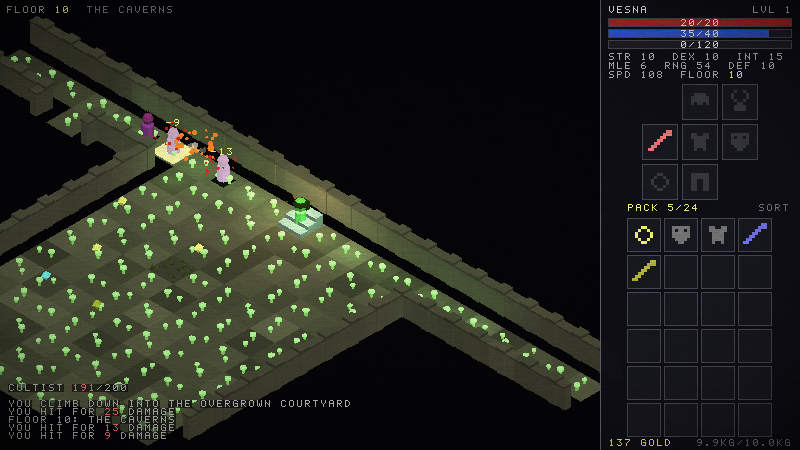 FLOOR 10 THE CAVERNS
-9
-13
CULTIST 191/200
YOU CLIMB DOWN INTO THE OVERGROWN COURTYARD
YOU HIT FOR 25 DAMAGE
FLOOR 10: THE CAVERNS
YOU HIT FOR 13 DAMAGE
YOU HIT FOR 9 DAMAGE
VESNA LVL 1
20/20
35/40
0/120
STR 10 DEX 10 INT 15
MLE 6 RNG 54 DEF 10
SPD 108 FLOOR 10
PACK 5/24 SORT
137 GOLD 9.9KG/10.0KG